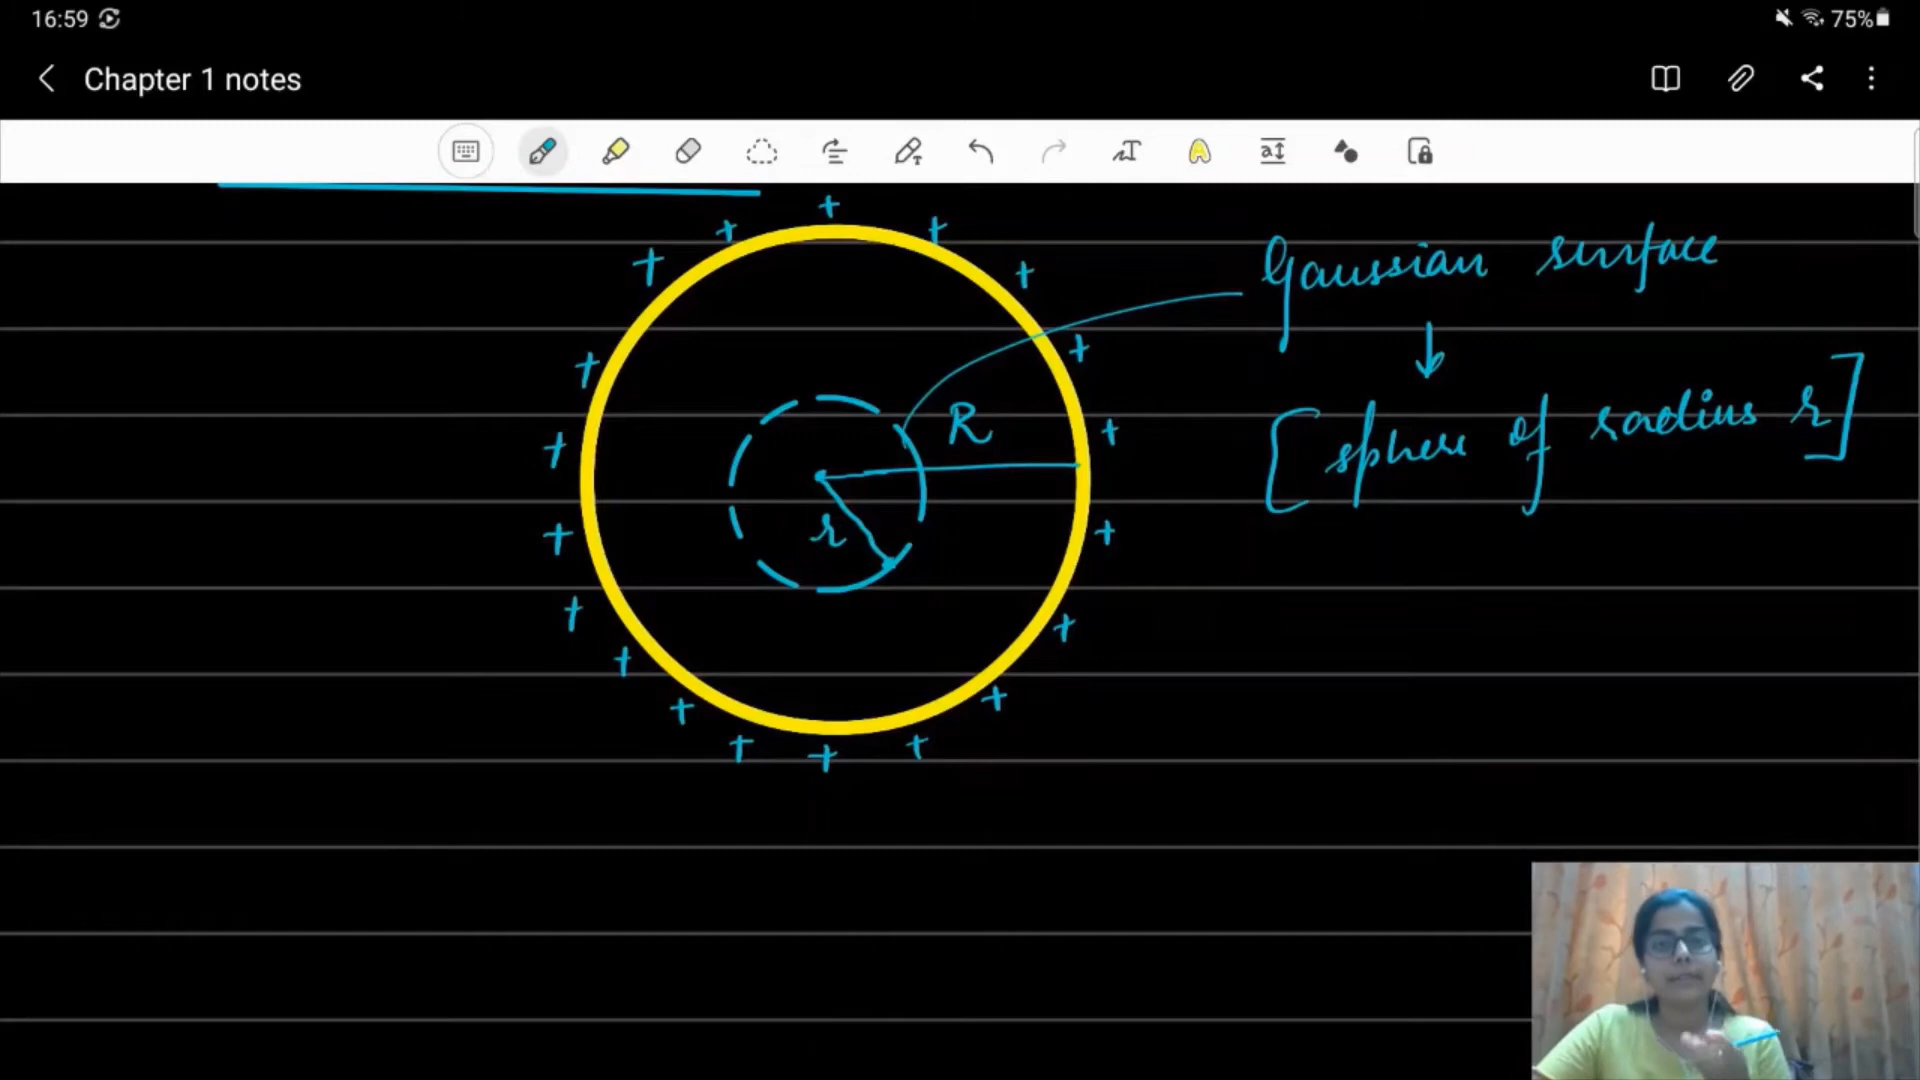 16:59
75%
Chapter 1 notes
Gaussian surface
[sphere of radius r]
R
r